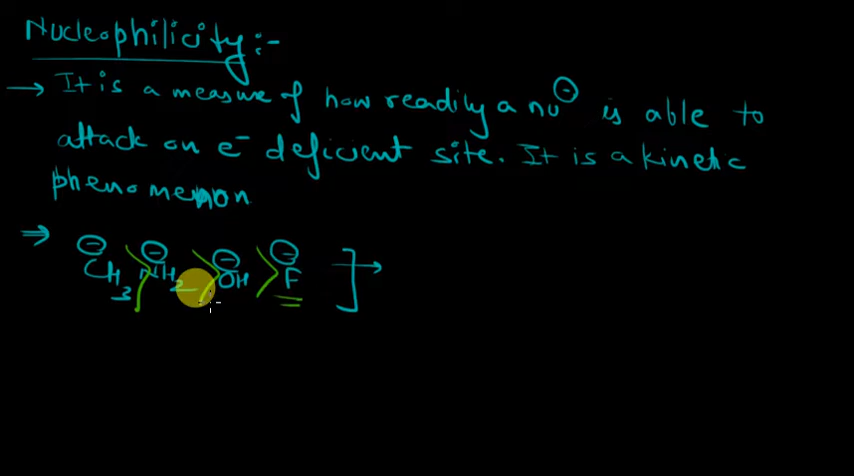 Nucleophilicity:-
→ It is a measure of how readily a nu⊖ is able to
attack on e⁻ deficient site. It is a kinetic
phenomenon
⇒ ⊖CH₃ > ⊖NH₂ > ⊖OH > ⊖F ] →